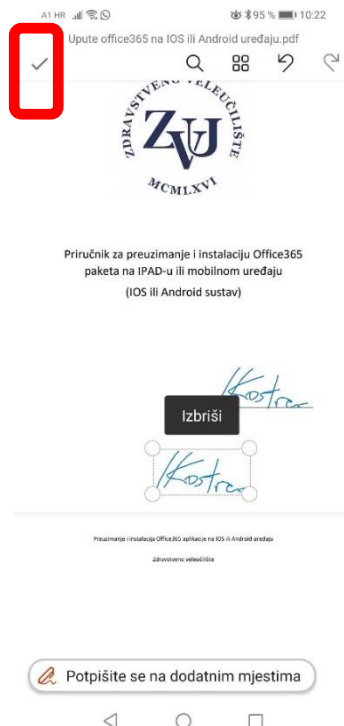 A1 HR 95 % 10:22
Upute office365 na IOS ili Android uređaju.pdf
ZDRAVSTVENO VELEUČILIŠTE
ZVU
MCMLXVI
Priručnik za preuzimanje i instalaciju Office365
paketa na IPAD-u ili mobilnom uređaju
(IOS ili Android sustav)
Kostra
Izbriši
Kostra
Preuzimanje i instalacija Office365 aplikacije na IOS ili Android uređaju
Zdravstveno veleučilište
Potpišite se na dodatnim mjestima